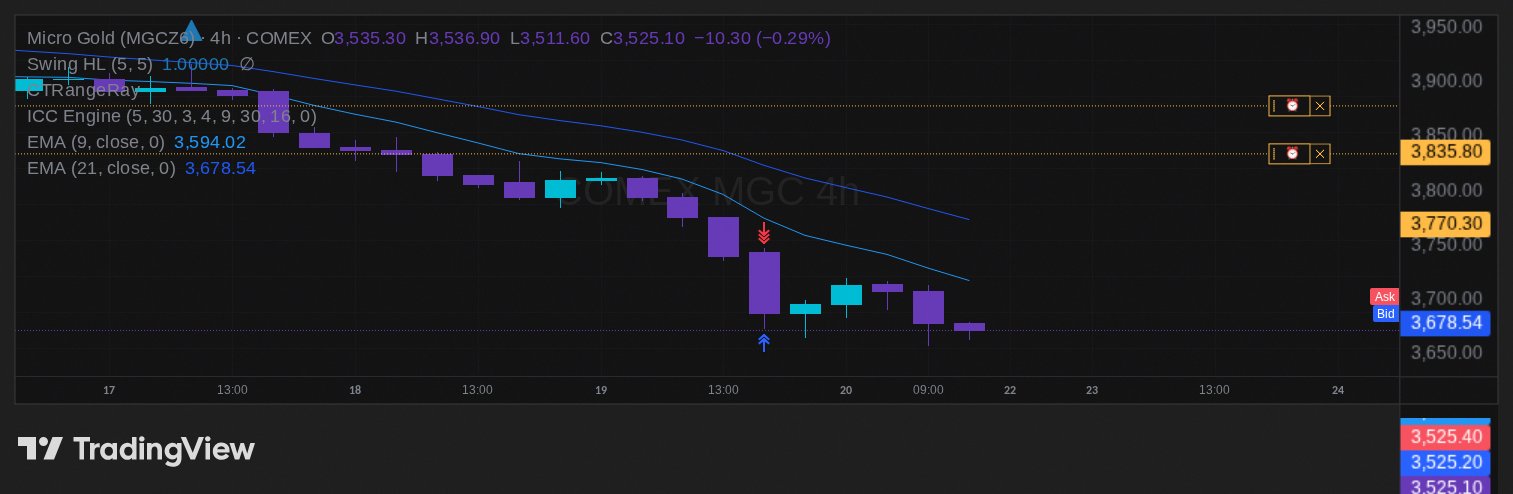 Micro Gold (MGCZ6) · 4h · COMEX O3,535.30 H3,536.90 L3,511.60 C3,525.10 −10.30 (−0.29%)
Swing HL (5, 5) 1.00000 ∅
CTRangeRay
ICC Engine (5, 30, 3, 4, 9, 30, 16, 0)
EMA (9, close, 0) 3,594.02
EMA (21, close, 0) 3,678.54
COMEX MGC 4h
3,950.00
3,900.00
3,850.00
3,835.80
3,800.00
3,770.30
3,750.00
Ask
3,700.00
Bid
3,678.54
3,650.00
17 13:00 18 13:00 19 13:00 20 09:00 22 23 13:00 24
3,525.40
3,525.20
3,525.10
TradingView